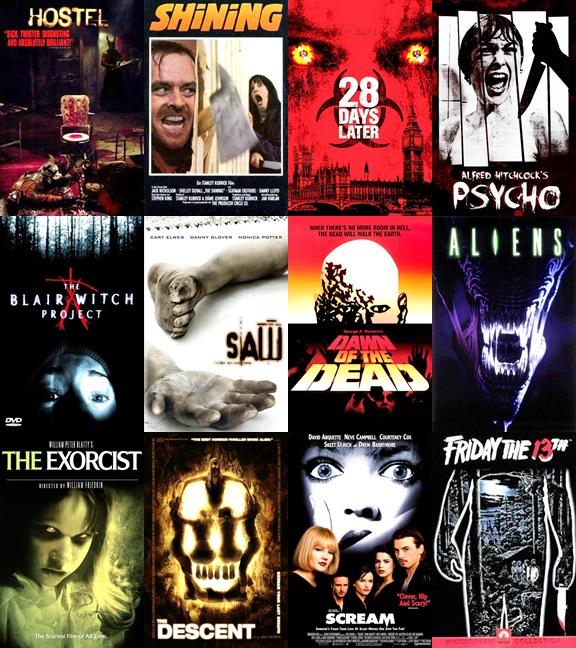 HOSTEL
"SICK, TWISTED, DISGUSTING
AND ABSOLUTELY BRILLIANT!"
SHiNiNG
Ein STANLEY KUBRICK Film
JACK NICHOLSON
SHELLEY DUVALL
SCATMAN CROTHERS
DANNY LLOYD
STEPHEN KING
STANLEY KUBRICK & DIANE JOHNSON
STANLEY KUBRICK
JAN HARLAN
28
DAYS
LATER
ALFRED HITCHCOCK'S
PSYCHO
THE
BLAIR WITCH
PROJECT
DVD
CARY ELWES DANNY GLOVER MONICA POTTER
SAW
WHEN THERE'S NO MORE ROOM IN HELL,
THE DEAD WILL WALK THE EARTH.
George A. Romero's
DAWN
OF THE
DEAD
ALIENS
WILLIAM PETER BLATTY'S
THE EXORCIST
DIRECTED BY WILLIAM FRIEDKIN
The Scariest Film of All Time.
THE
DESCENT
DAVID ARQUETTE NEVE CAMPBELL COURTENEY COX
SKEET ULRICH AND DREW BARRYMORE
"Clever, Hip
And Scary!"
SCREAM
FRIDAY THE 13TH